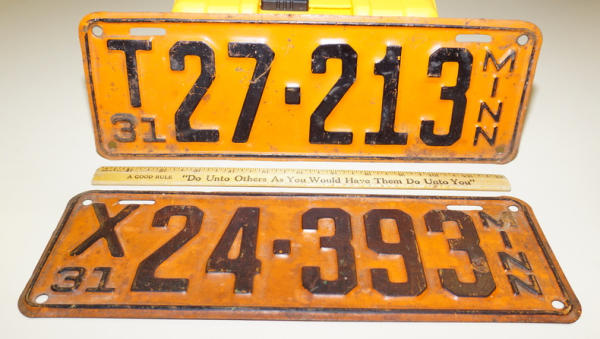 T27·213 MINN
31
A GOOD RULE "Do Unto Others As You Would Have Them Do Unto You"
X24·393 MINN
31